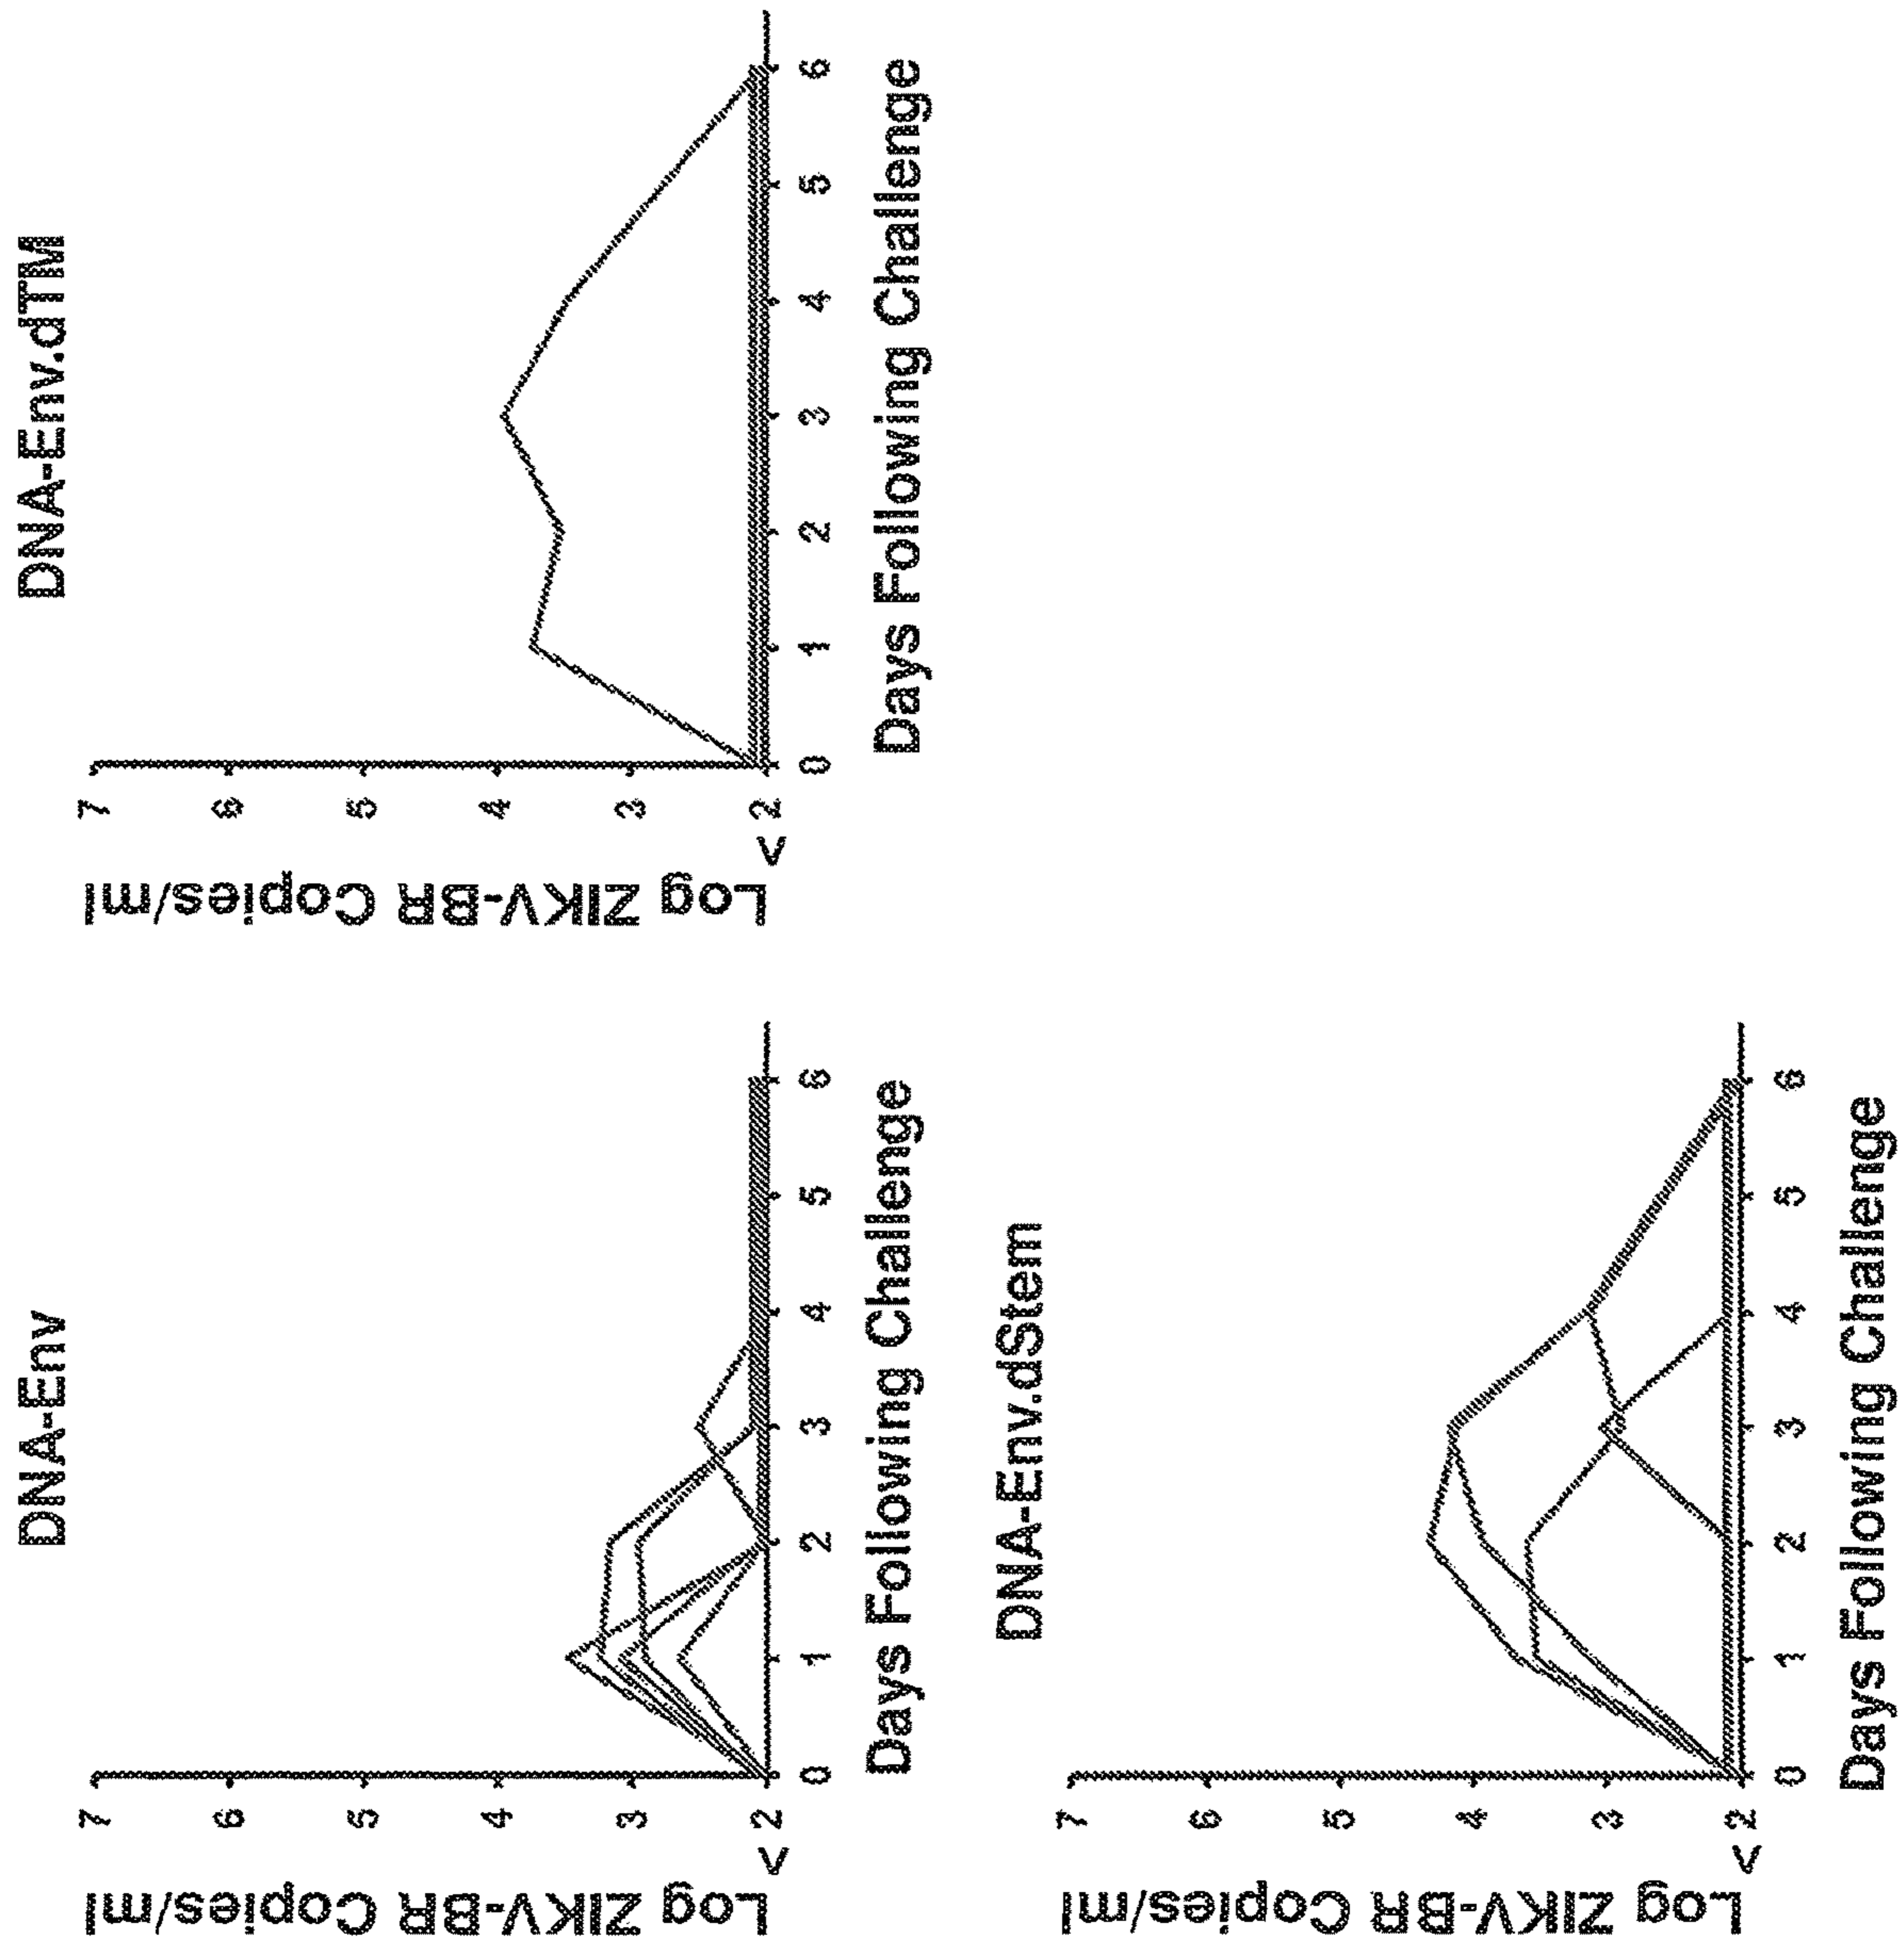 DNA-Env
Log ZIKV-BR Copies/ml
7
6
5
4
3
< 2
0 1 2 3 4 5 6
Days Following Challenge
DNA-Env.dTM
Log ZIKV-BR Copies/ml
7
6
5
4
3
< 2
0 1 2 3 4 5 6
Days Following Challenge
DNA-Env.dStem
Log ZIKV-BR Copies/ml
7
6
5
4
3
< 2
0 1 2 3 4 5 6
Days Following Challenge